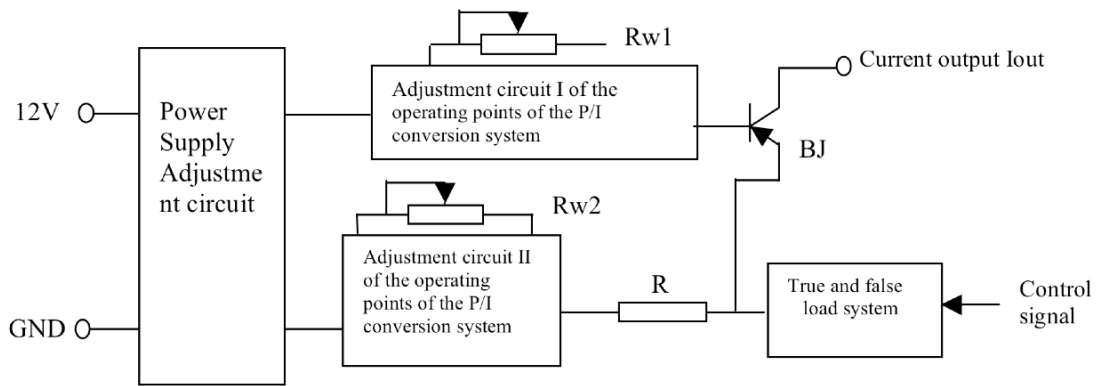 12V
GND
Power
Supply
Adjustme
nt circuit
Rw1
Adjustment circuit I of the
operating points of the P/I
conversion system
Current output Iout
BJ
Rw2
Adjustment circuit II
of the operating
points of the P/I
conversion system
R
True and false
load system
Control
signal